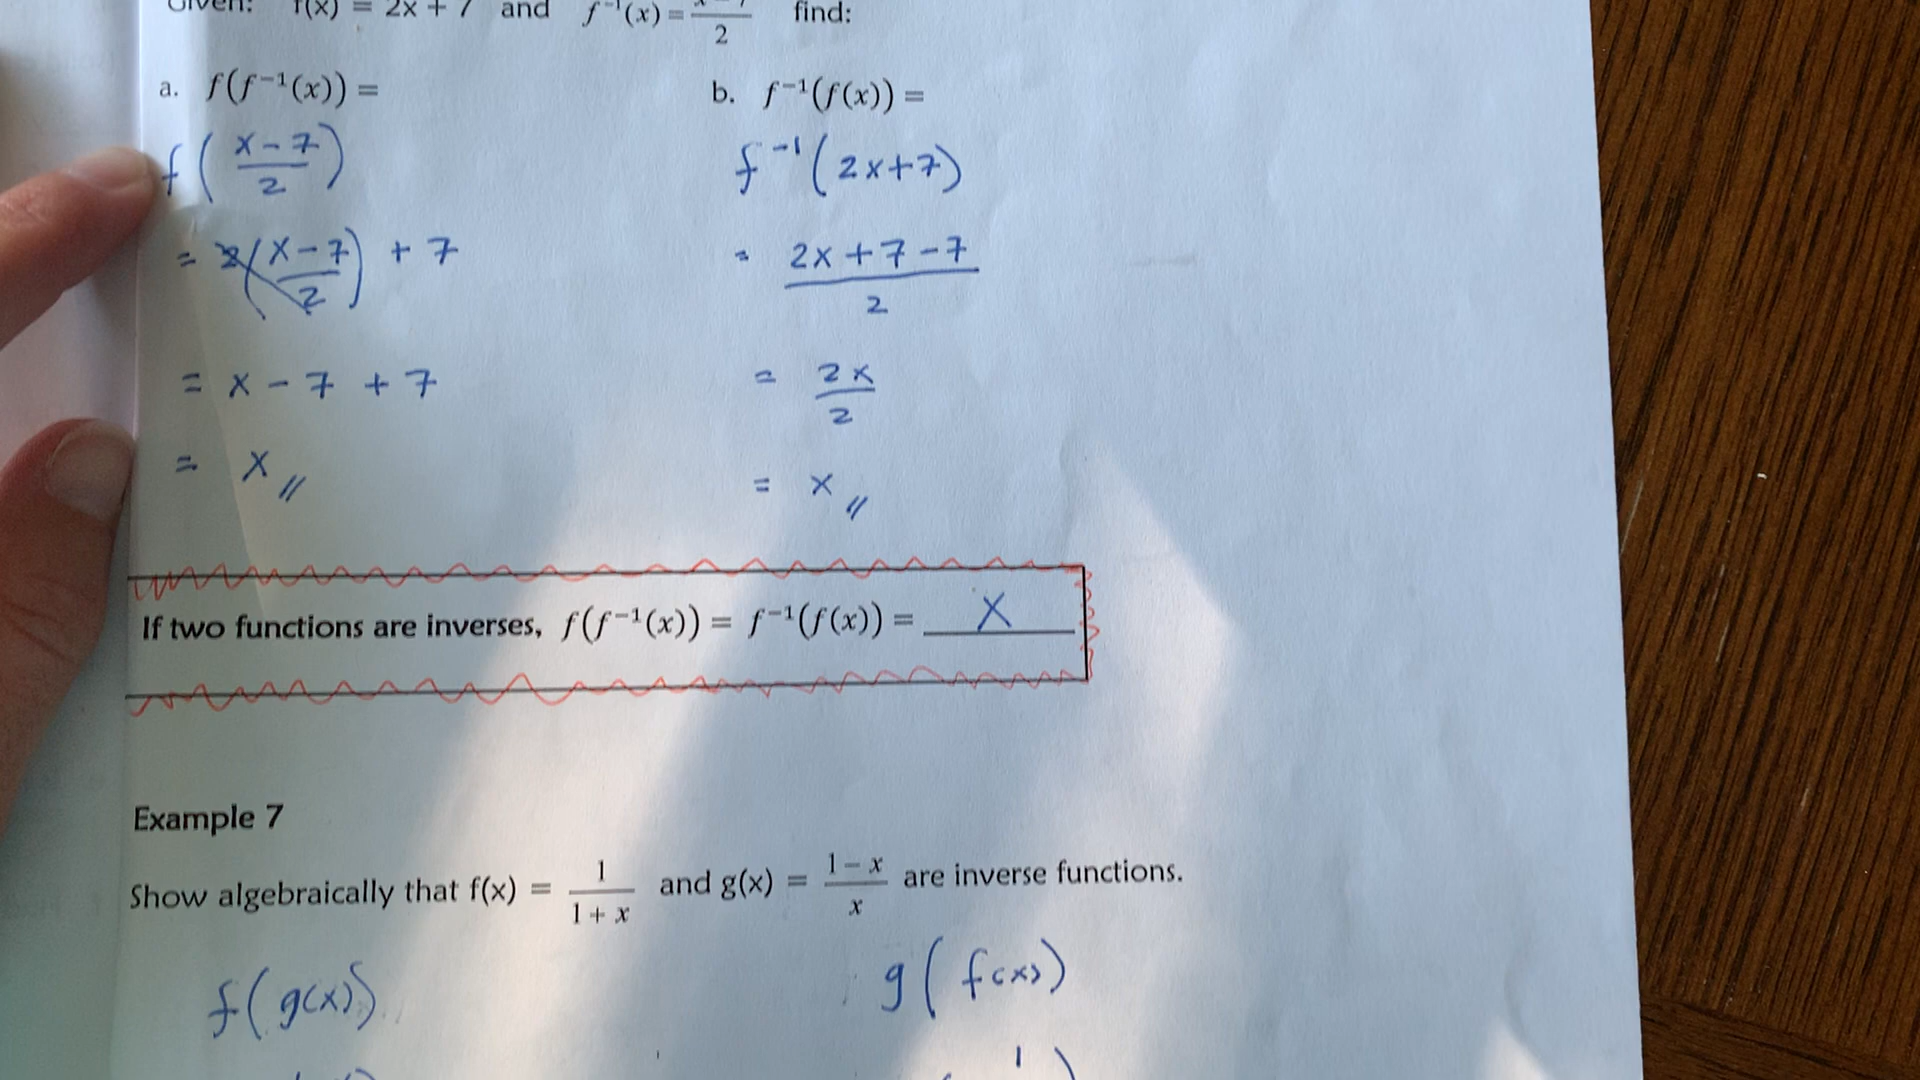 Given: f(x) = 2x + 7 and f⁻¹(x) = (x − 7)/2 find:
a. f(f⁻¹(x)) =
b. f⁻¹(f(x)) =
f((x−7)/2)
= 2((x−7)/2) + 7
= x − 7 + 7
= x //
f⁻¹(2x+7)
= (2x+7−7)/2
= 2x/2
= x //
If two functions are inverses, f(f⁻¹(x)) = f⁻¹(f(x)) = x
Example 7
Show algebraically that f(x) = 1/(1 + x) and g(x) = (1 − x)/x are inverse functions.
f(g(x))
g(f(x))